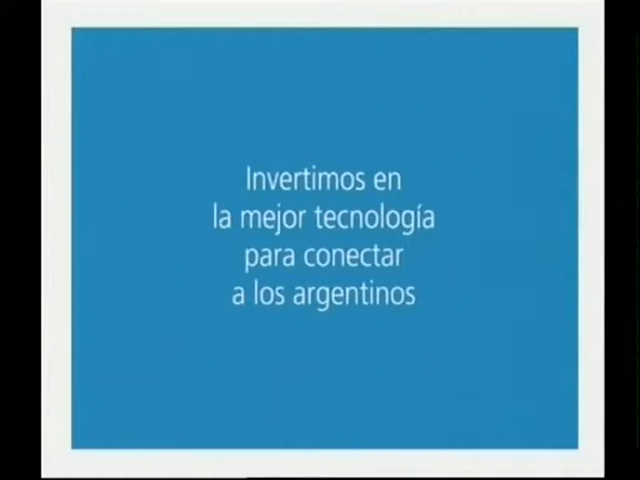 Invertimos en
la mejor tecnología
para conectar
a los argentinos